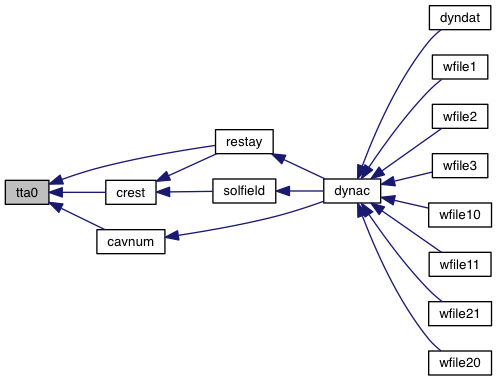 tta0
restay
crest
cavnum
solfield
dynac
dyndat
wfile1
wfile2
wfile3
wfile10
wfile11
wfile21
wfile20